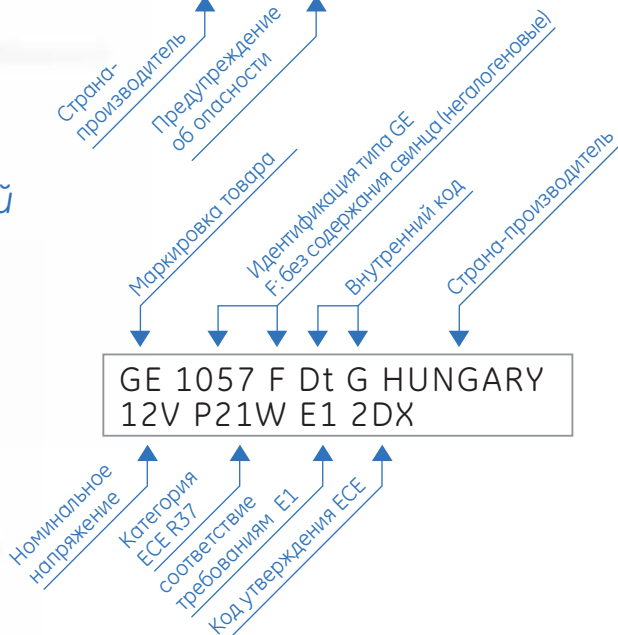 Страна-
производитель
Предупреждение
об опасности
й
Маркировка товара
Идентификация типа GE
F: без содержания свинца (негалогеновые)
Внутренний код
Страна-производитель
GE 1057 F Dt G HUNGARY
12V P21W E1 2DX
Номинальное
напряжение
Категория
ECE R37
соответствие
требованиям E1
Код утверждения ECE